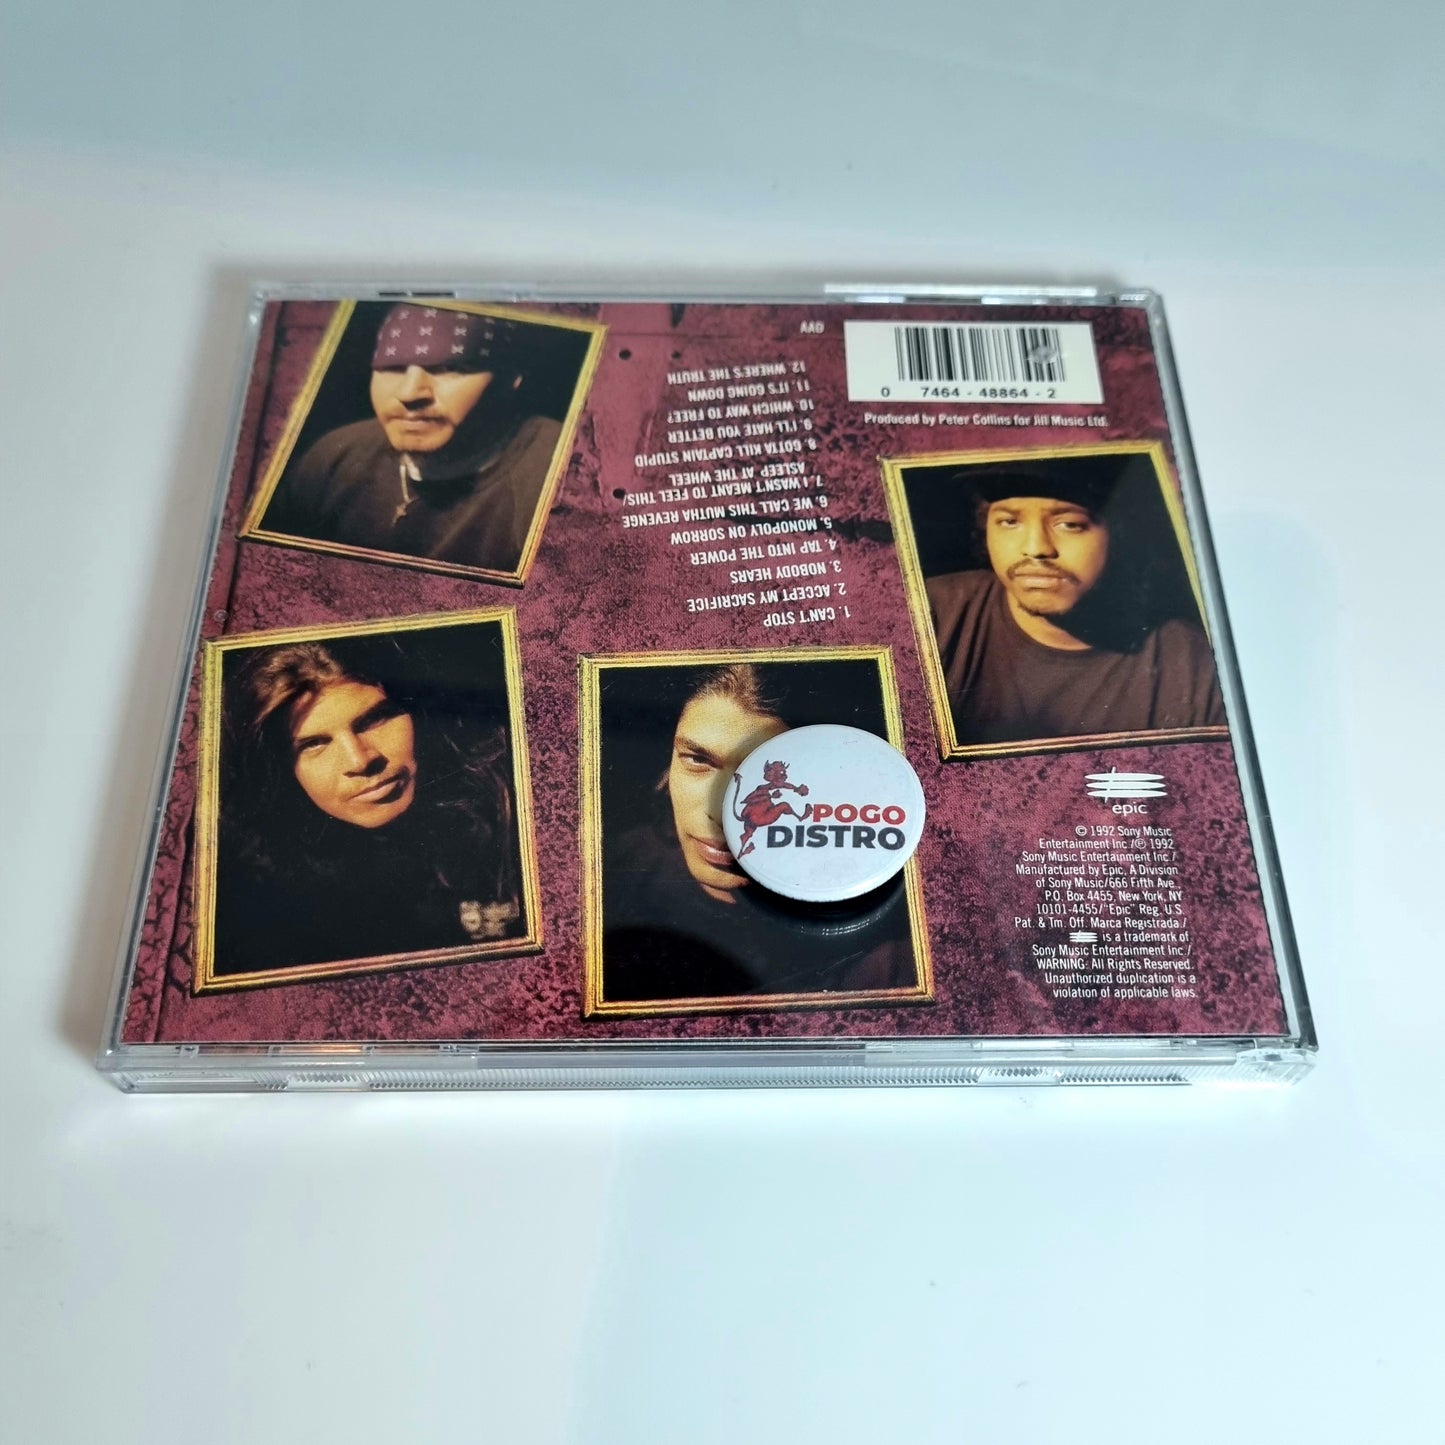 AAD
0 7464-48864-2
Produced by Peter Collins for Jill Music Ltd.
1. CAN'T STOP
2. ACCEPT MY SACRIFICE
3. NOBODY HEARS
4. TAP INTO THE POWER
5. MONOPOLY ON SORROW
6. WE CALL THIS MUTHA REVENGE
7. I WASN'T MEANT TO FEEL THIS/
ASLEEP AT THE WHEEL
8. GOTTA KILL CAPTAIN STUPID
9. I'LL HATE YOU BETTER
10. WHICH WAY TO FREE?
11. IT'S GOING DOWN
12. WHERE'S THE TRUTH
POGO
DISTRO
epic
© 1992 Sony Music
Entertainment Inc./℗ 1992
Sony Music Entertainment Inc./
Manufactured by Epic, A Division
of Sony Music/666 Fifth Ave.,
P.O. Box 4455, New York, NY
10101-4455/"Epic" Reg. U.S.
Pat. & Tm. Off. Marca Registrada./
is a trademark of
Sony Music Entertainment Inc./
WARNING: All Rights Reserved.
Unauthorized duplication is a
violation of applicable laws.